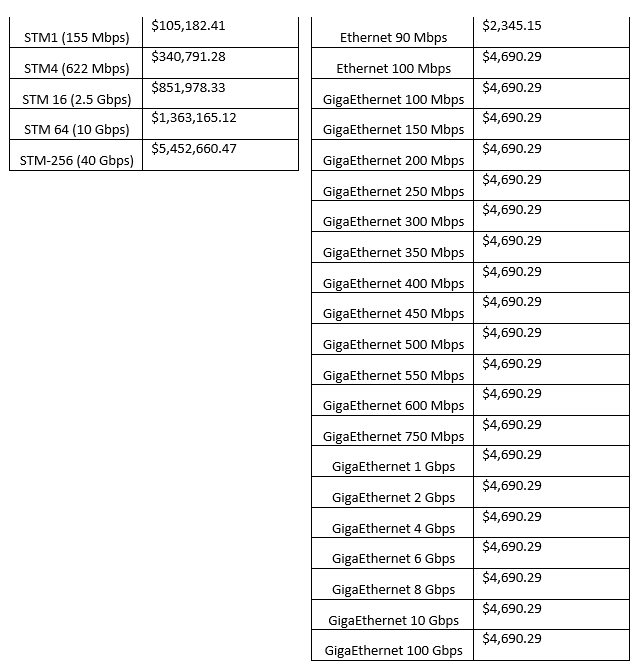 STM1 (155 Mbps) $105,182.41
STM4 (622 Mbps) $340,791.28
STM 16 (2.5 Gbps) $851,978.33
STM 64 (10 Gbps) $1,363,165.12
STM-256 (40 Gbps) $5,452,660.47
Ethernet 90 Mbps $2,345.15
Ethernet 100 Mbps $4,690.29
GigaEthernet 100 Mbps $4,690.29
GigaEthernet 150 Mbps $4,690.29
GigaEthernet 200 Mbps $4,690.29
GigaEthernet 250 Mbps $4,690.29
GigaEthernet 300 Mbps $4,690.29
GigaEthernet 350 Mbps $4,690.29
GigaEthernet 400 Mbps $4,690.29
GigaEthernet 450 Mbps $4,690.29
GigaEthernet 500 Mbps $4,690.29
GigaEthernet 550 Mbps $4,690.29
GigaEthernet 600 Mbps $4,690.29
GigaEthernet 750 Mbps $4,690.29
GigaEthernet 1 Gbps $4,690.29
GigaEthernet 2 Gbps $4,690.29
GigaEthernet 4 Gbps $4,690.29
GigaEthernet 6 Gbps $4,690.29
GigaEthernet 8 Gbps $4,690.29
GigaEthernet 10 Gbps $4,690.29
GigaEthernet 100 Gbps $4,690.29